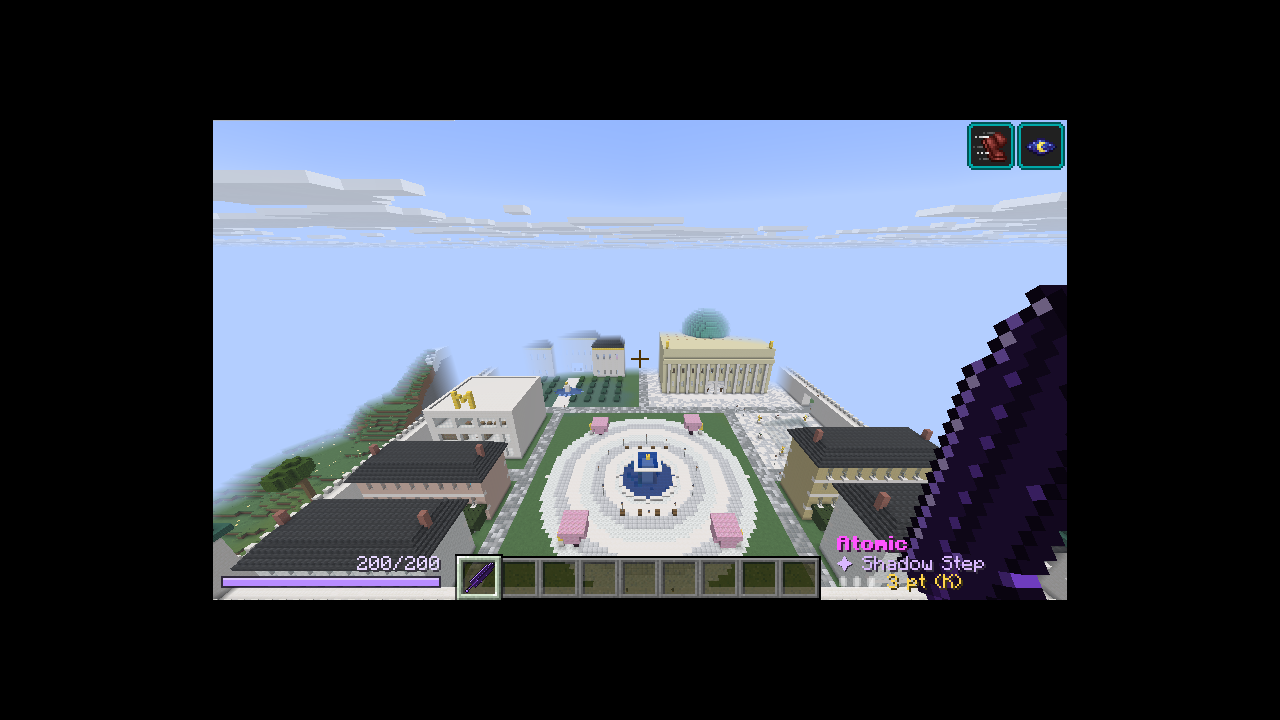 M
200/200
Atomic
✦ Shadow Step
3 pt (K)